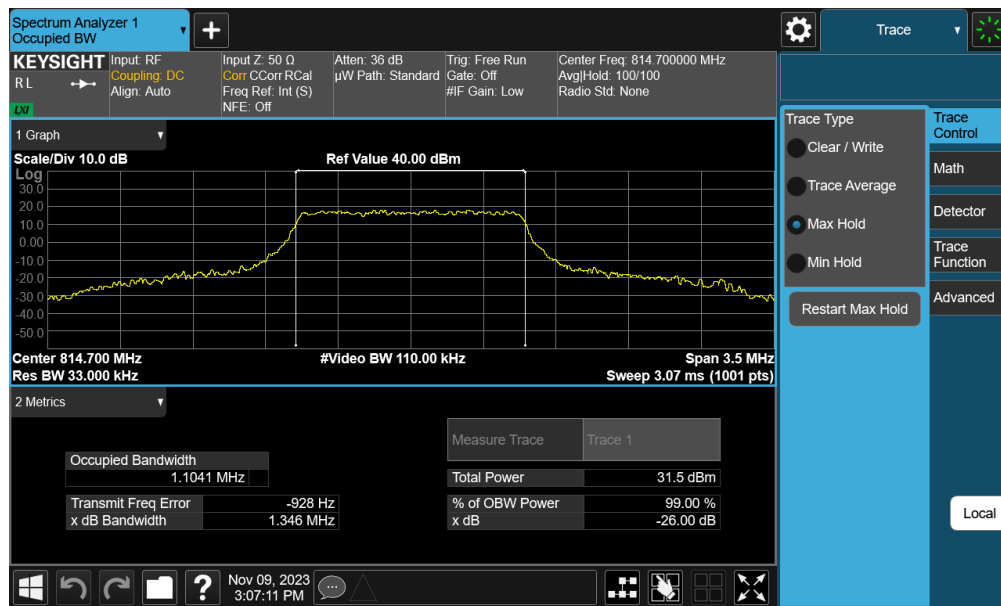 Spectrum Analyzer 1
Occupied BW
+
Trace
KEYSIGHT
R L
LXI
Input: RF
Coupling: DC
Align: Auto
Input Z: 50 Ω
Corr CCorr RCal
Freq Ref: Int (S)
NFE: Off
Atten: 36 dB
µW Path: Standard
Trig: Free Run
Gate: Off
#IF Gain: Low
Center Freq: 814.700000 MHz
Avg|Hold: 100/100
Radio Std: None
1 Graph
Scale/Div 10.0 dB
Ref Value 40.00 dBm
Log
30.0
20.0
10.0
0.00
-10.0
-20.0
-30.0
-40.0
-50.0
Center 814.700 MHz
#Video BW 110.00 kHz
Span 3.5 MHz
Res BW 33.000 kHz
Sweep 3.07 ms (1001 pts)
2 Metrics
Measure Trace Trace 1
Occupied Bandwidth
1.1041 MHz
Total Power 31.5 dBm
Transmit Freq Error -928 Hz
% of OBW Power 99.00 %
x dB Bandwidth 1.346 MHz
x dB -26.00 dB
Trace Type
Clear / Write
Trace Average
Max Hold
Min Hold
Restart Max Hold
Trace
Control
Math
Detector
Trace
Function
Advanced
Local
?
Nov 09, 2023
3:07:11 PM